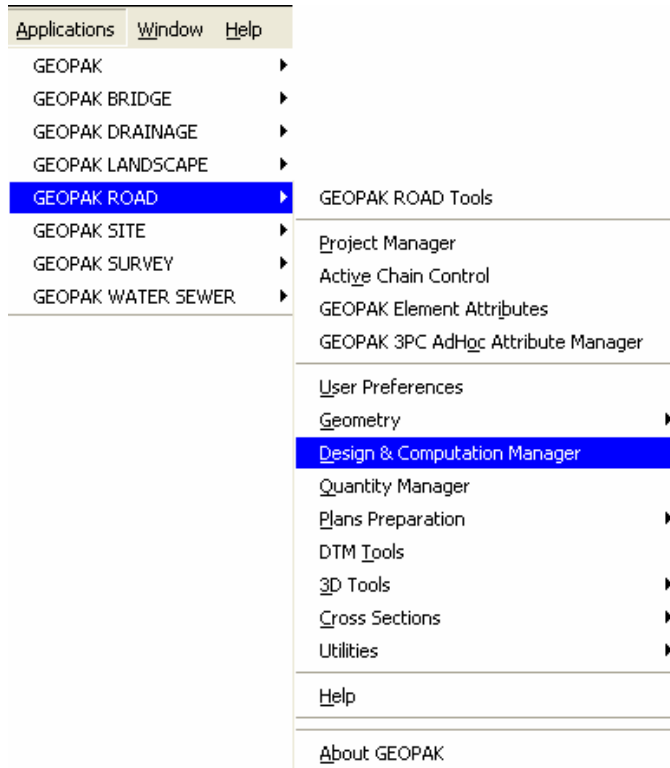 Applications Window Help
GEOPAK
GEOPAK BRIDGE
GEOPAK DRAINAGE
GEOPAK LANDSCAPE
GEOPAK ROAD
GEOPAK SITE
GEOPAK SURVEY
GEOPAK WATER SEWER
GEOPAK ROAD Tools
Project Manager
Active Chain Control
GEOPAK Element Attributes
GEOPAK 3PC AdHoc Attribute Manager
User Preferences
Geometry
Design & Computation Manager
Quantity Manager
Plans Preparation
DTM Tools
3D Tools
Cross Sections
Utilities
Help
About GEOPAK